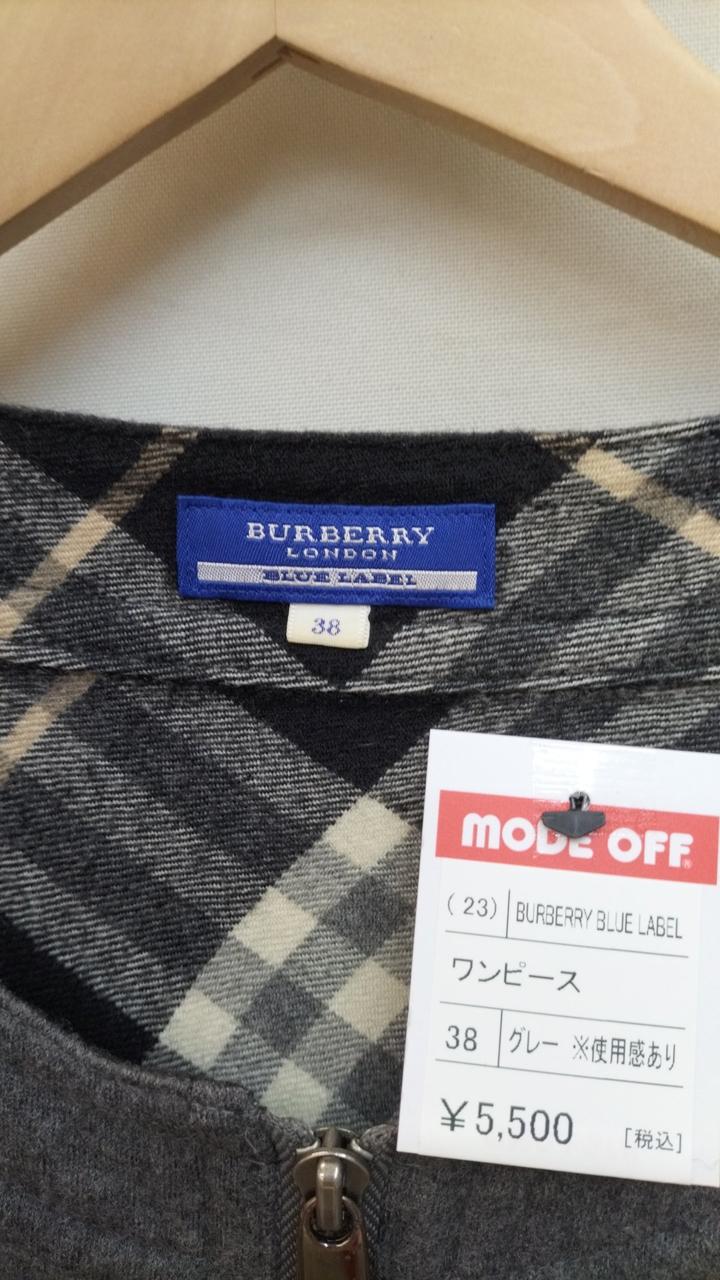 BURBERRY
LONDON
BLUE LABEL
38
MODE OFF
(23) BURBERRY BLUE LABEL
ワンピース
38 グレー ※使用感あり
¥5,500 [税込]